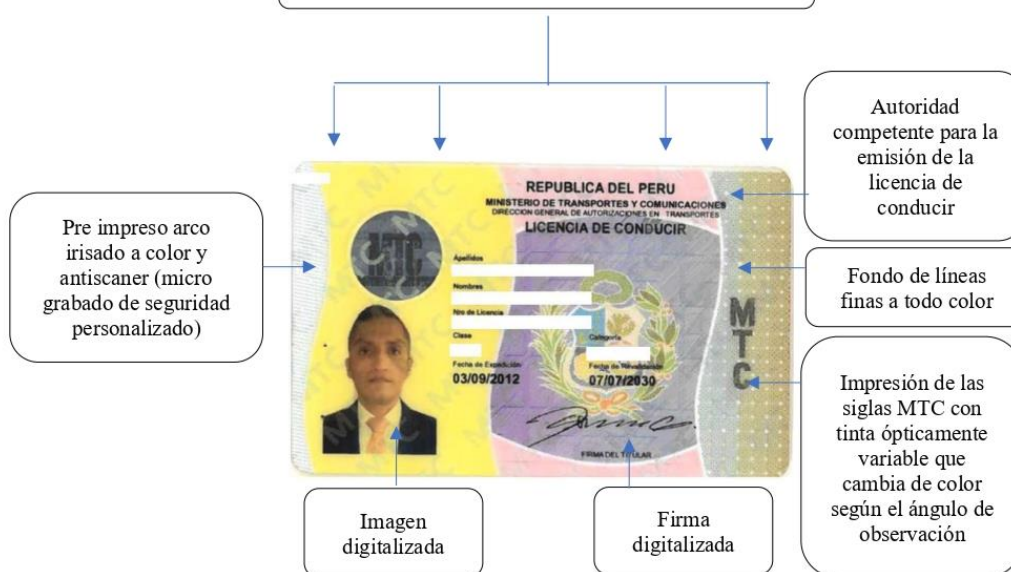 Autoridad
competente para la
emisión de la
licencia de
conducir
Pre impreso arco
irisado a color y
antiscaner (micro
grabado de seguridad
personalizado)
REPUBLICA DEL PERU
MINISTERIO DE TRANSPORTES Y COMUNICACIONES
DIRECCION GENERAL DE AUTORIZACIONES EN TRANSPORTES
LICENCIA DE CONDUCIR
MTC
Apellidos
Nombres
Nro de Licencia
Clase
Categoria
Fecha de Expedición
Fecha de Revalidación
03/09/2012
07/07/2030
FIRMA DEL TITULAR
MTC
Fondo de líneas
finas a todo color
Impresión de las
siglas MTC con
tinta ópticamente
variable que
cambia de color
según el ángulo de
observación
Imagen
digitalizada
Firma
digitalizada